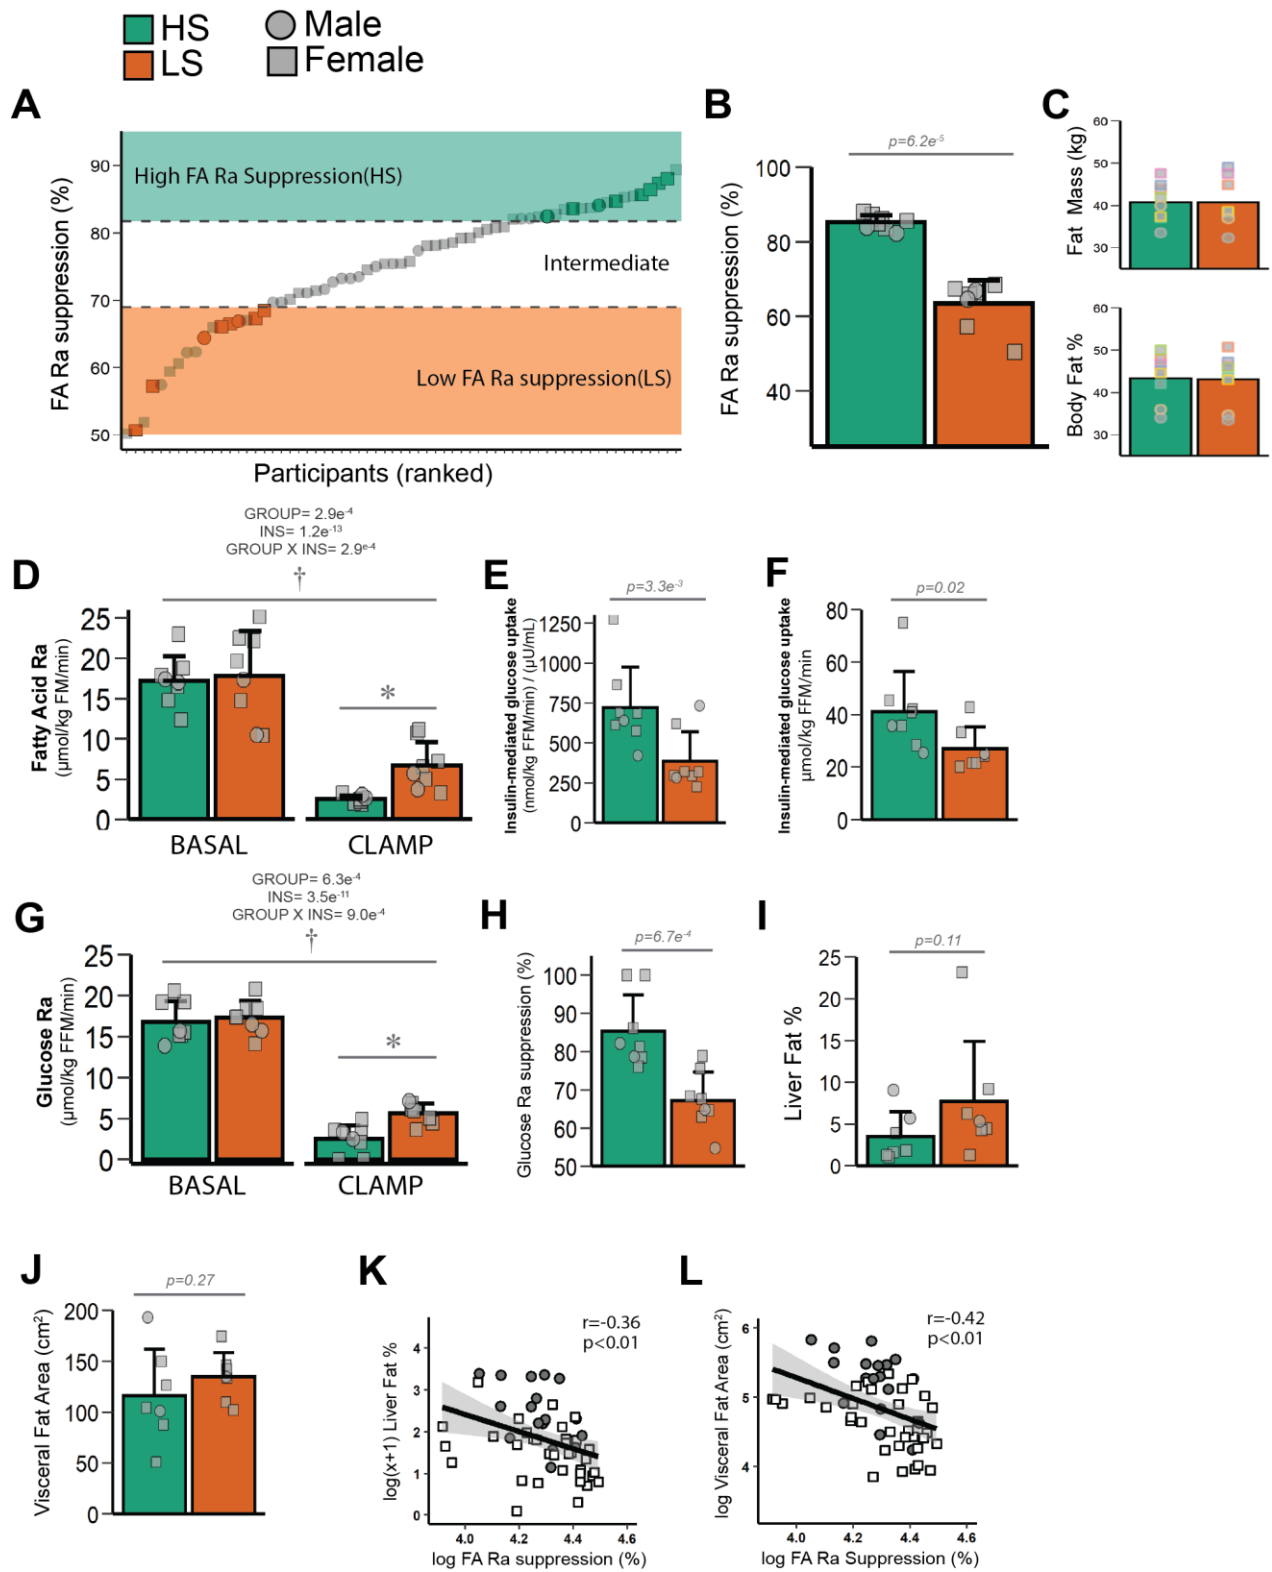 HS
LS
Male
Female
A
FA Ra suppression (%)
90
80
70
60
50
High FA Ra Suppression(HS)
Intermediate
Low FA Ra suppression(LS)
Participants (ranked)
B
p=6.2e⁻⁵
FA Ra suppression (%)
100
80
60
40
C
Fat Mass (kg)
60
50
40
30
Body Fat %
60
50
40
30
GROUP= 2.9e⁻⁴
INS= 1.2e⁻¹³
GROUP X INS= 2.9ᵉ⁻⁴
†
D
Fatty Acid Ra
(µmol/kg FM/min)
25
20
15
10
5
0
*
BASAL
CLAMP
E
p=3.3e⁻³
Insulin-mediated glucose uptake
(nmol/kg FFM/min) / (µU/mL)
1250
1000
750
500
250
0
F
p=0.02
Insulin-mediated glucose uptake
µmol/kg FFM/min
80
60
40
20
0
GROUP= 6.3e⁻⁴
INS= 3.5e⁻¹¹
GROUP X INS= 9.0e⁻⁴
†
G
Glucose Ra
(µmol/kg FFM/min)
25
20
15
10
5
0
*
BASAL
CLAMP
H
p=6.7e⁻⁴
Glucose Ra suppression (%)
100
90
80
70
60
50
I
p=0.11
Liver Fat %
25
20
15
10
5
0
J
p=0.27
Visceral Fat Area (cm²)
200
150
100
50
0
K
r=-0.36
p<0.01
log(x+1) Liver Fat %
4
3
2
1
0
4.0
4.2
4.4
4.6
log FA Ra suppression (%)
L
r=-0.42
p<0.01
log Visceral Fat Area (cm²)
6
5
4
4.0
4.2
4.4
4.6
log FA Ra Suppression (%)